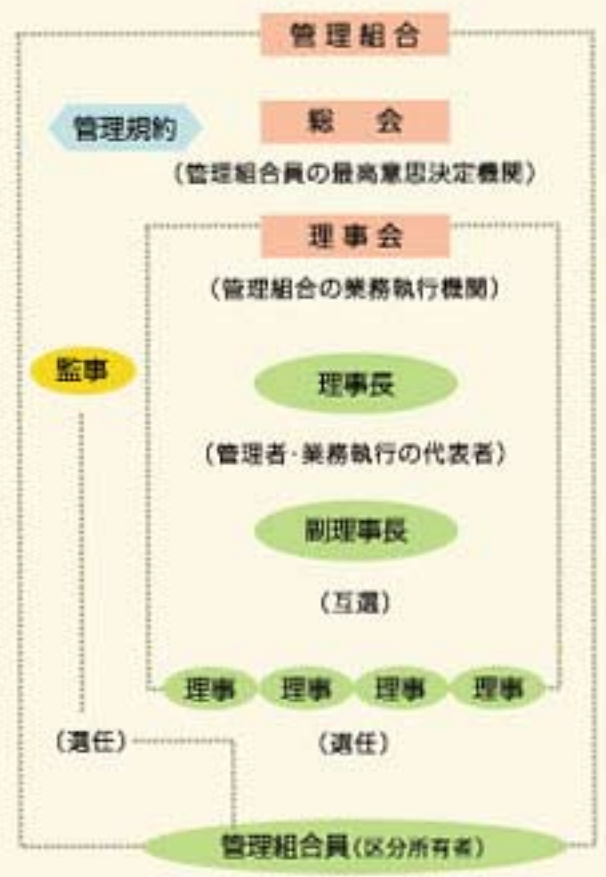 管理組合
管理規約
総会
（管理組合員の最高意思決定機関）
理事会
（管理組合の業務執行機関）
監事
理事長
（管理者・業務執行の代表者）
副理事長
（互選）
理事 理事 理事 理事
（選任） （選任）
管理組合員（区分所有者）